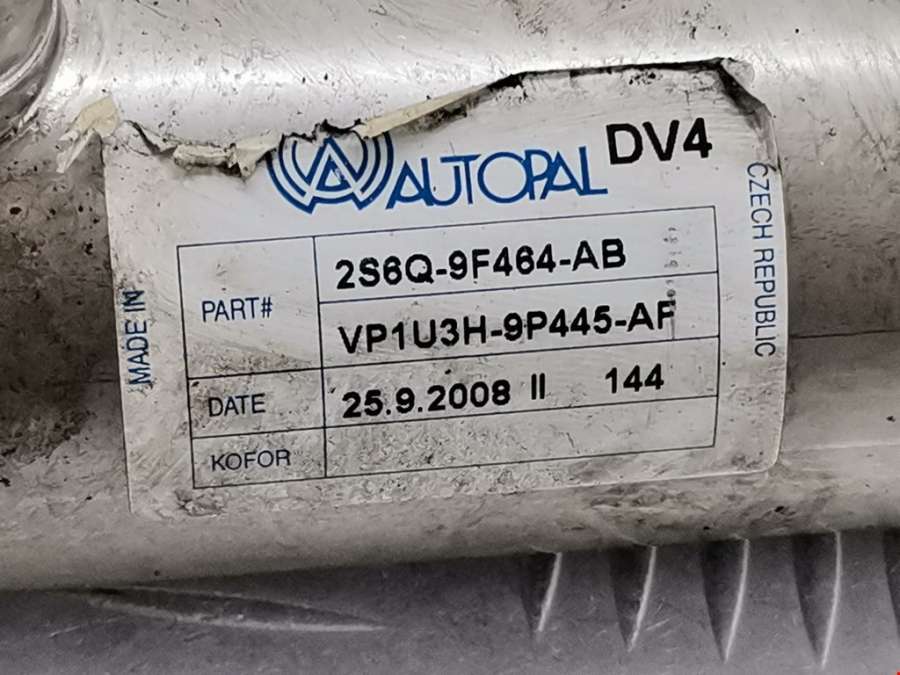 AUTOPAL DV4
MADE IN
CZECH REPUBLIC
PART#
2S6Q-9F464-AB
VP1U3H-9P445-AF
DATE
25.9.2008 II 144
KOFOR